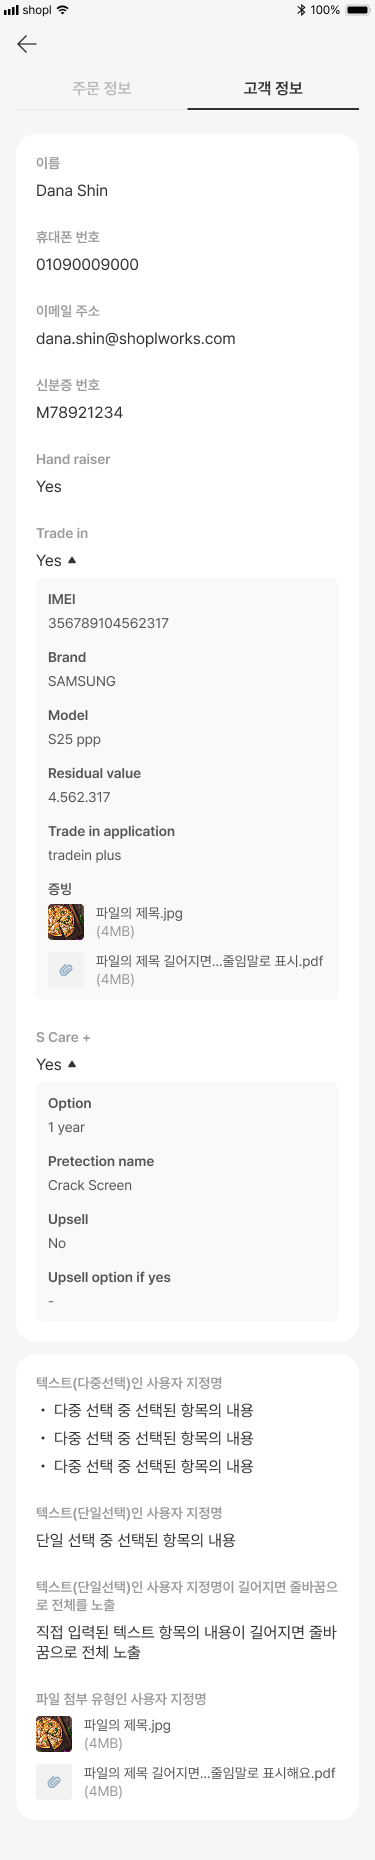 shopl
100%
주문 정보
고객 정보
이름
Dana Shin
휴대폰 번호
01090009000
이메일 주소
dana.shin@shoplworks.com
신분증 번호
M78921234
Hand raiser
Yes
Trade in
Yes ▲
IMEI
356789104562317
Brand
SAMSUNG
Model
S25 ppp
Residual value
4.562.317
Trade in application
tradein plus
증빙
파일의 제목.jpg
(4MB)
파일의 제목 길어지면...줄임말로 표시.pdf
(4MB)
S Care +
Yes ▲
Option
1 year
Pretection name
Crack Screen
Upsell
No
Upsell option if yes
-
텍스트(다중선택)인 사용자 지정명
• 다중 선택 중 선택된 항목의 내용
• 다중 선택 중 선택된 항목의 내용
• 다중 선택 중 선택된 항목의 내용
텍스트(단일선택)인 사용자 지정명
단일 선택 중 선택된 항목의 내용
텍스트(단일선택)인 사용자 지정명이 길어지면 줄바꿈으
로 전체를 노출
직접 입력된 텍스트 항목의 내용이 길어지면 줄바
꿈으로 전체 노출
파일 첨부 유형인 사용자 지정명
파일의 제목.jpg
(4MB)
파일의 제목 길어지면...줄임말로 표시해요.pdf
(4MB)